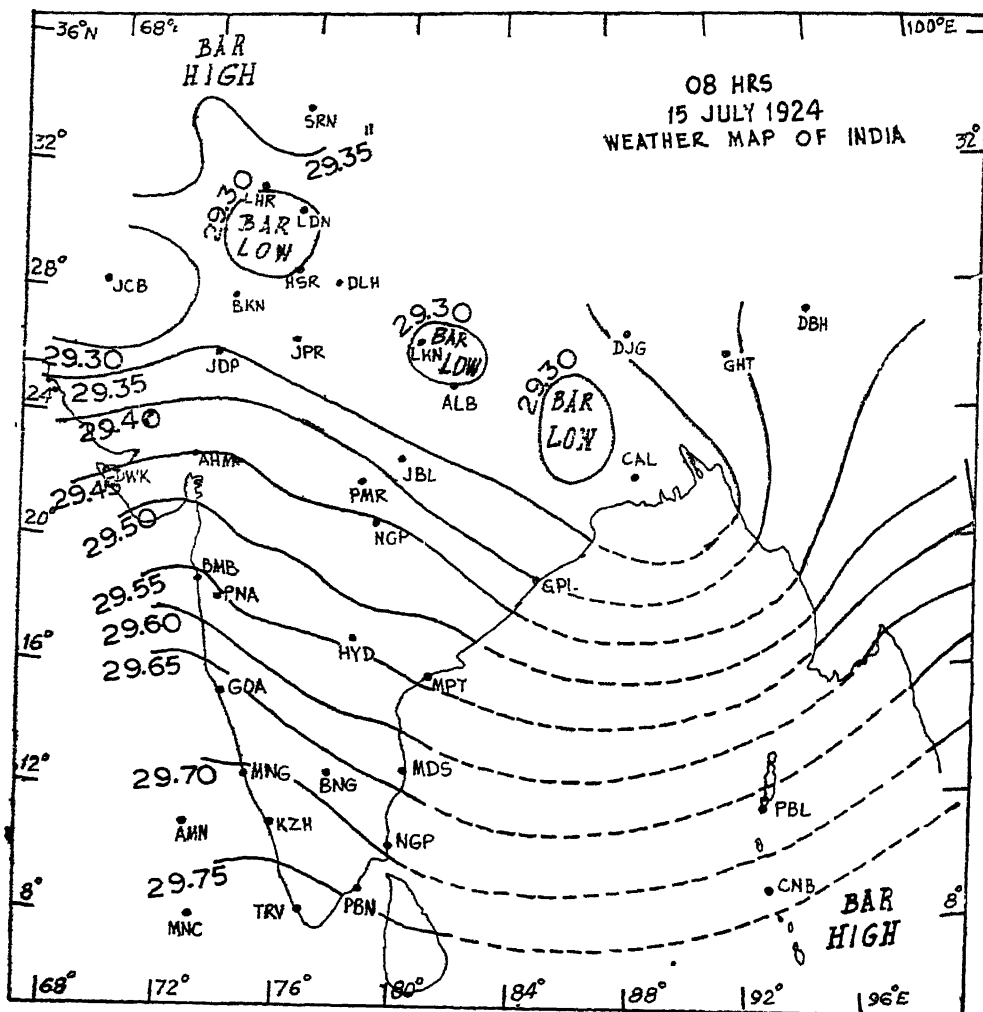 36°N
68°
100°E
BAR
HIGH
08 HRS
15 JULY 1924
WEATHER MAP OF INDIA
SRN
29.35"
32°
32°
29.30
LHR
LDN
BAR
LOW
28°
JCB
HSR
DLH
BKN
29.30
DBH
JPR
LKN
BAR
LOW
DJG
GHT
29.30
JDP
29.30
29.35
24°
ALB
BAR
LOW
29.40
AHM
JBL
CAL
DWK
29.45
PMR
20°
29.50
NGP
BMB
GPL
29.55
PNA
29.60
HYD
16°
29.65
GOA
MPT
12°
29.70
MNG
BNG
MDS
AMN
KZH
PBL
NGP
29.75
CNB
8°
TRV
PBN
BAR
HIGH
8°
MNC
68°
72°
76°
80°
84°
88°
92°
96°E